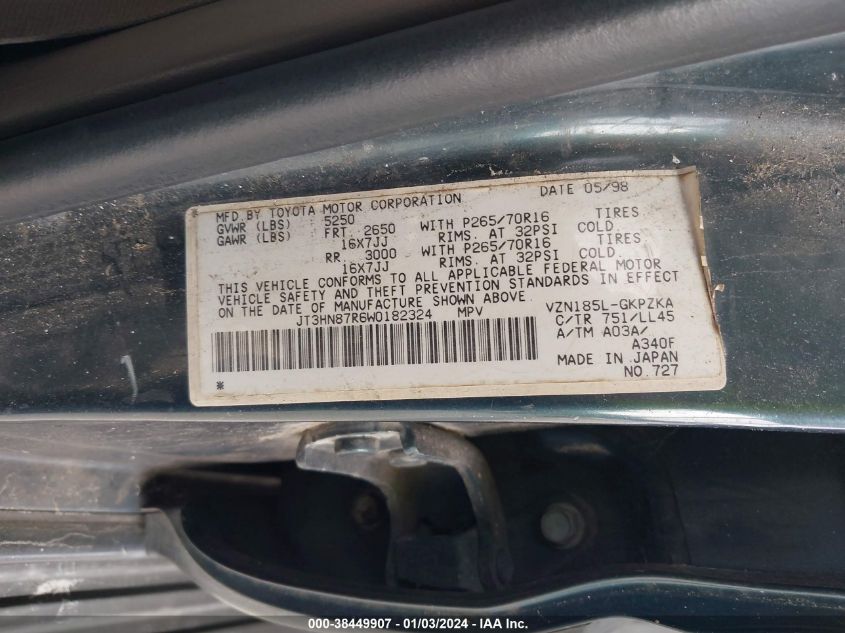 MFD.BY TOYOTA MOTOR CORPORATION DATE 05/98
GVWR (LBS) 5250
GAWR (LBS) FRT 2650 WITH P265/70R16 TIRES
16X7JJ RIMS. AT 32PSI COLD.
RR 3000 WITH P265/70R16 TIRES
16X7JJ RIMS. AT 32PSI COLD.
THIS VEHICLE CONFORMS TO ALL APPLICABLE FEDERAL MOTOR
VEHICLE SAFETY AND THEFT PREVENTION STANDARDS IN EFFECT
ON THE DATE OF MANUFACTURE SHOWN ABOVE.
JT3HN87R6W0182324 MPV VZN185L-GKPZKA
C/TR 751/LL45
A/TM A03A/
A340F
MADE IN JAPAN
* NO.727
000-38449907 - 01/03/2024 - IAA Inc.